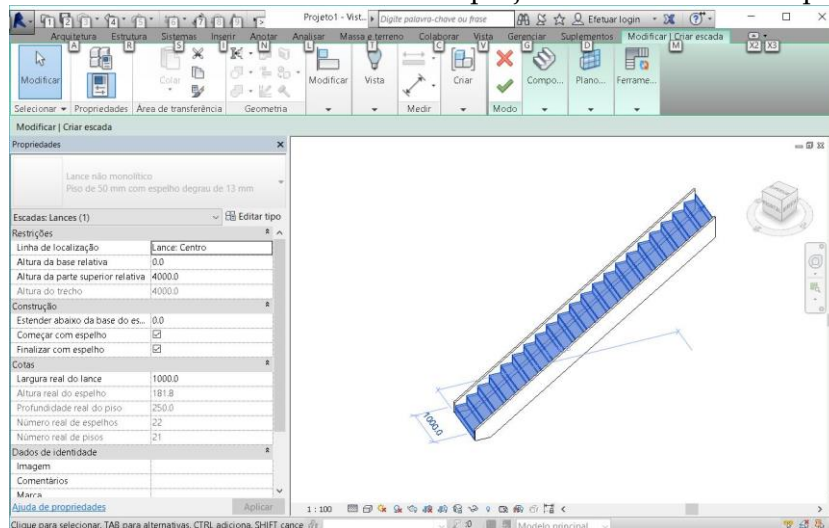 Projeto1 - Vist... Digite palavra-chave ou frase Efetuar login
Arquitetura Estrutura Sistemas Inserir Anotar Analisar Massa e terreno Colaborar Vista Gerenciar Suplementos Modificar | Criar escada
Modificar Colar Modificar Vista Criar Compo... Plano... Ferrame...
Selecionar Propriedades Área de transferência Geometria Medir Modo
Modificar | Criar escada
Propriedades
Lance não monolítico
Piso de 50 mm com espelho degrau de 13 mm
Escadas: Lances (1) Editar tipo
Restrições
Linha de localização Lance: Centro
Altura da base relativa 0.0
Altura da parte superior relativa 4000.0
Altura do trecho 4000.0
Construção
Estender abaixo da base do es... 0.0
Começar com espelho
Finalizar com espelho
Cotas
Largura real do lance 1000.0
Altura real do espelho 181.8
Profundidade real do piso 250.0
Número real de espelhos 22
Número real de pisos 21
Dados de identidade
Imagem
Comentários
Marca
Ajuda de propriedades Aplicar
1000.0
1 : 100
Clique para selecionar, TAB para alternativas, CTRL adiciona, SHIFT cance
:0 Modelo principal